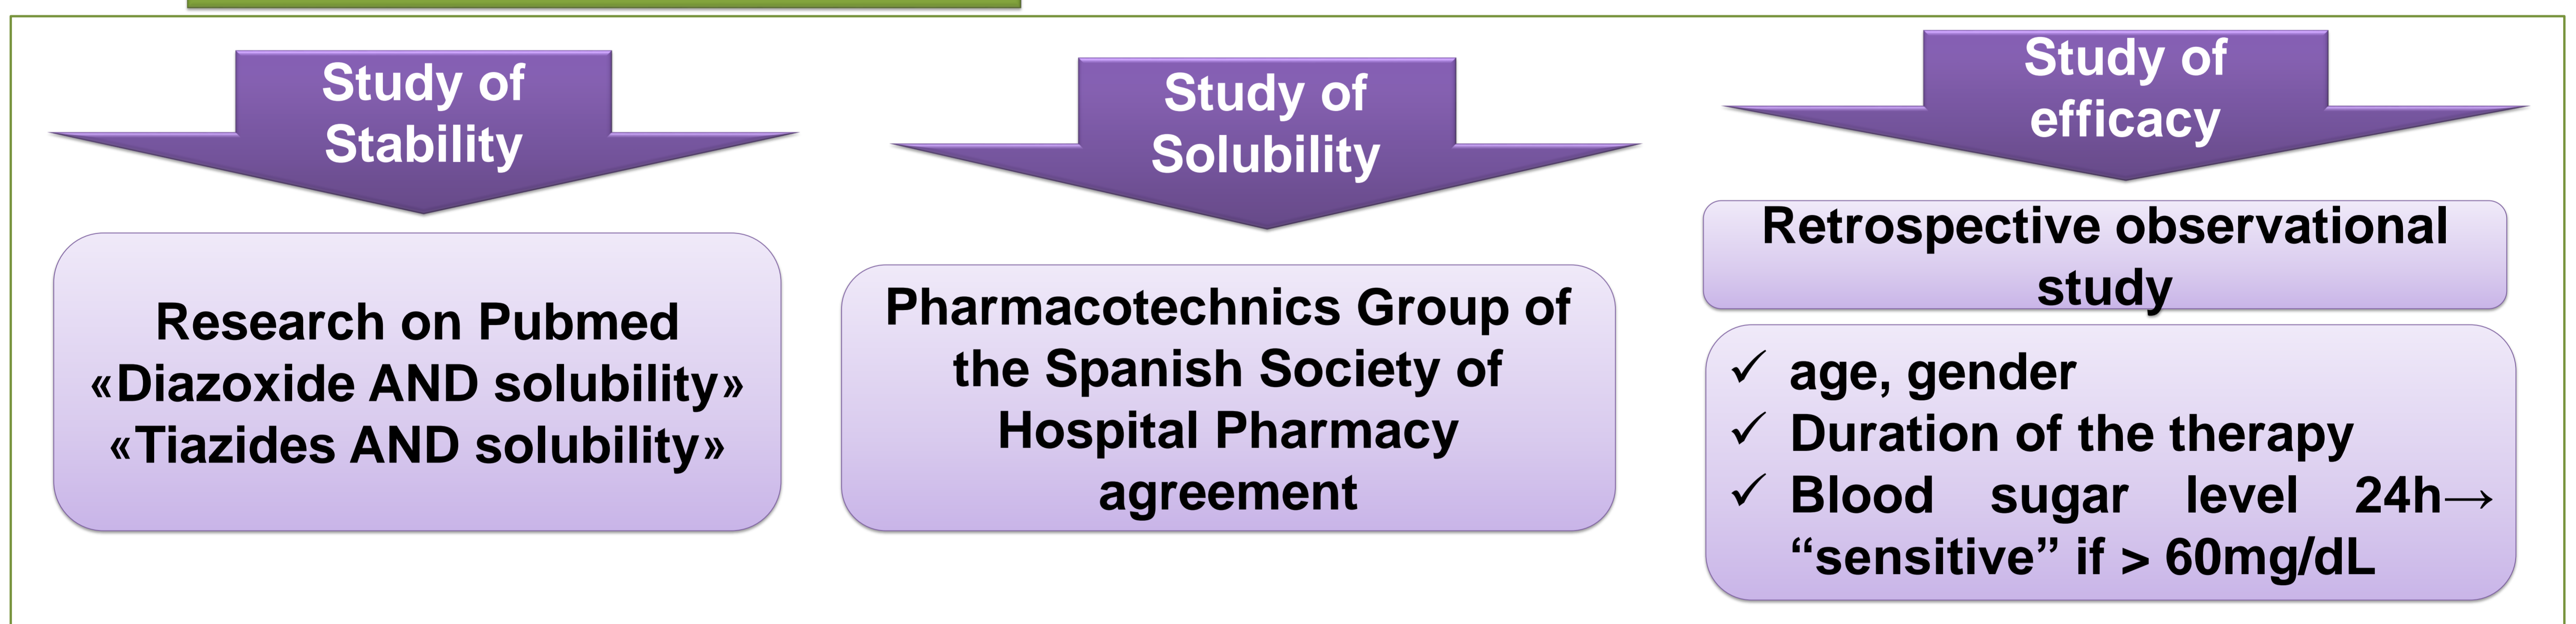 Study of
Stability
Research on Pubmed
«Diazoxide AND solubility»
«Tiazides AND solubility»
Study of
Solubility
Pharmacotechnics Group of
the Spanish Society of
Hospital Pharmacy
agreement
Study of
efficacy
Retrospective observational
study
✓ age, gender
✓ Duration of the therapy
✓ Blood sugar level 24h→
“sensitive” if > 60mg/dL